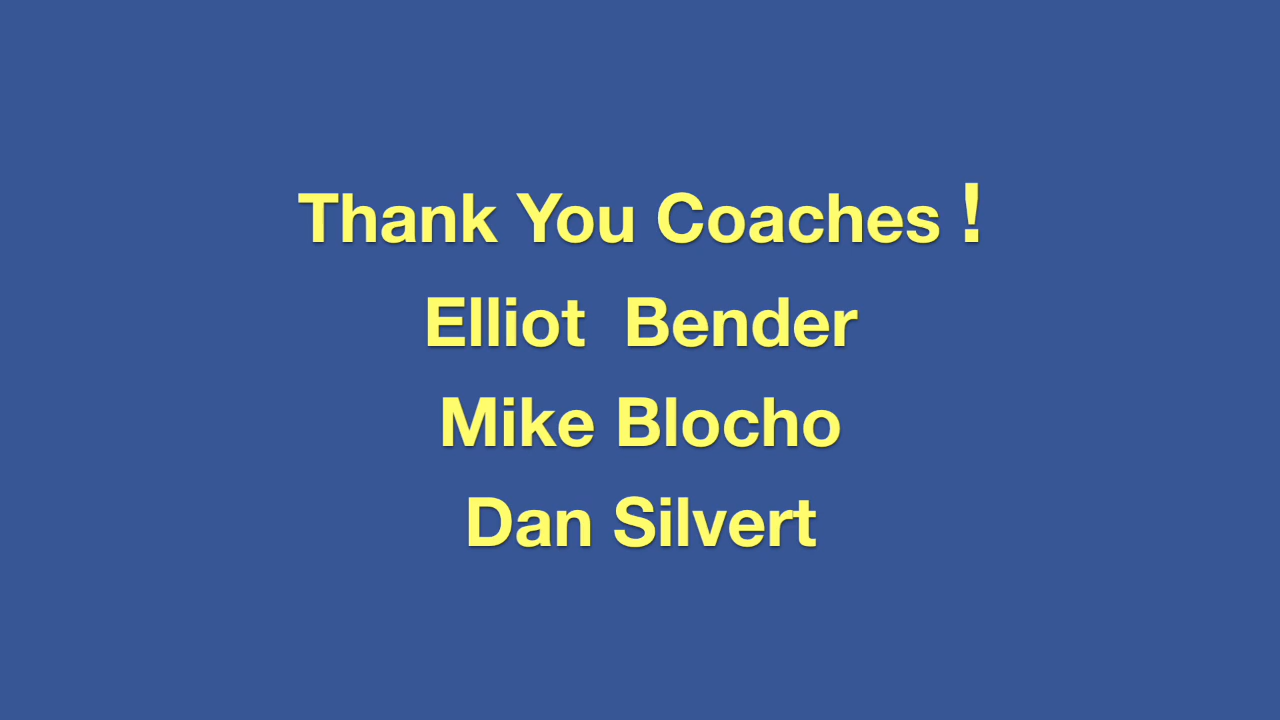 Thank You Coaches !
Elliot  Bender
Mike Blocho
Dan Silvert